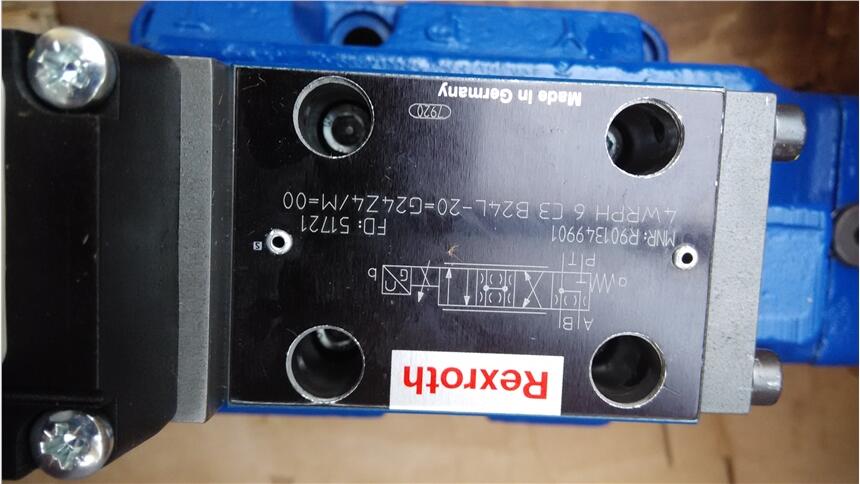 Rexroth
A B
a
b
G
P T
MNR: R901349901
FD: 51721
4WRPH 6 C3 B24L-20=G24Z4/M=00
7920
Made In Germany
S